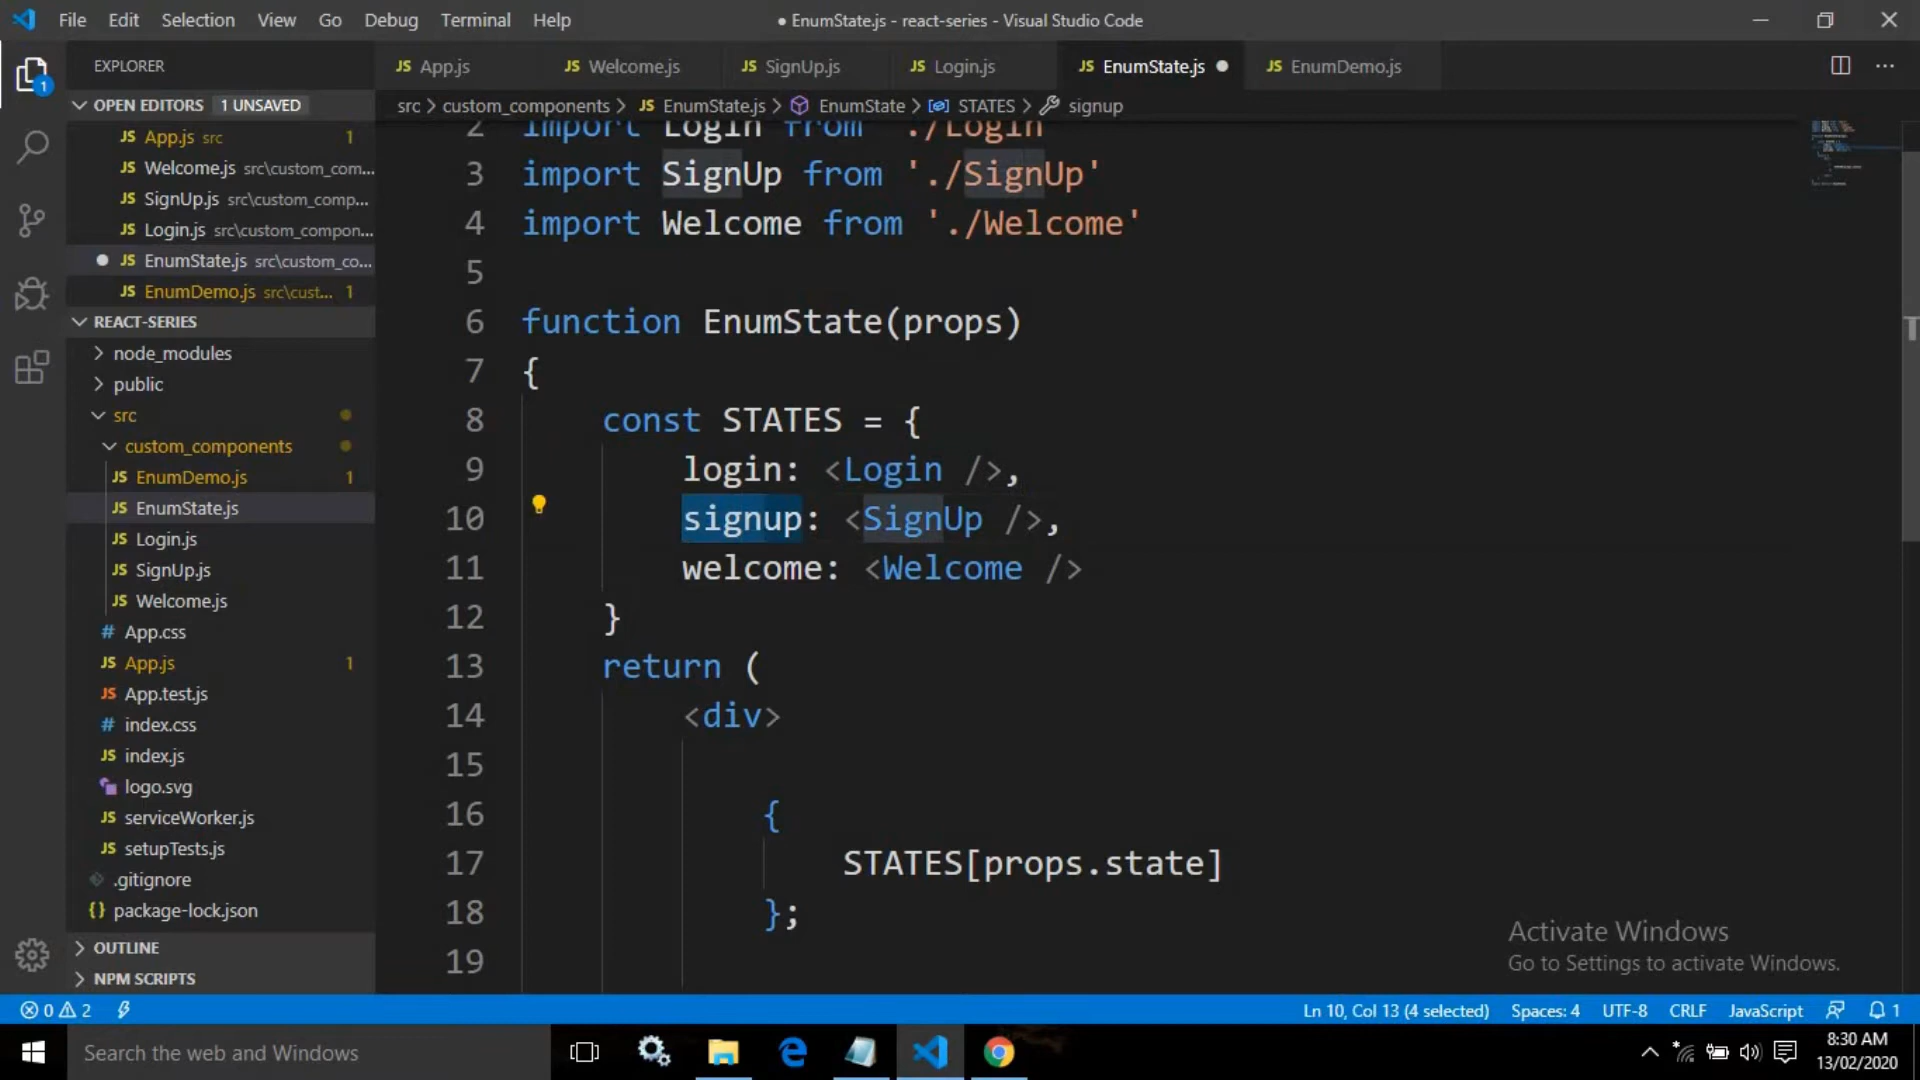 File Edit Selection View Go Debug Terminal Help
● EnumState.js - react-series - Visual Studio Code
EXPLORER
JS App.js JS Welcome.js JS SignUp.js JS Login.js JS EnumState.js ● JS EnumDemo.js
OPEN EDITORS 1 UNSAVED
src > custom_components > JS EnumState.js > EnumState > STATES > signup
JS App.js src 1
JS Welcome.js src\custom_com...
JS SignUp.js src\custom_comp...
JS Login.js src\custom_compon...
JS EnumState.js src\custom_co...
JS EnumDemo.js src\cust... 1
REACT-SERIES
node_modules
public
src
custom_components
JS EnumDemo.js 1
JS EnumState.js
JS Login.js
JS SignUp.js
JS Welcome.js
# App.css
JS App.js 1
JS App.test.js
# index.css
JS index.js
logo.svg
JS serviceWorker.js
JS setupTests.js
.gitignore
{} package-lock.json
OUTLINE
NPM SCRIPTS
2 import Login from './Login'
3 import SignUp from './SignUp'
4 import Welcome from './Welcome'
5
6 function EnumState(props)
7 {
8 const STATES = {
9 login: <Login />,
10 signup: <SignUp />,
11 welcome: <Welcome />
12 }
13 return (
14 <div>
15
16 {
17 STATES[props.state]
18 };
19
Activate Windows
Go to Settings to activate Windows.
0 2 Ln 10, Col 13 (4 selected) Spaces: 4 UTF-8 CRLF JavaScript 1
Search the web and Windows
8:30 AM
13/02/2020